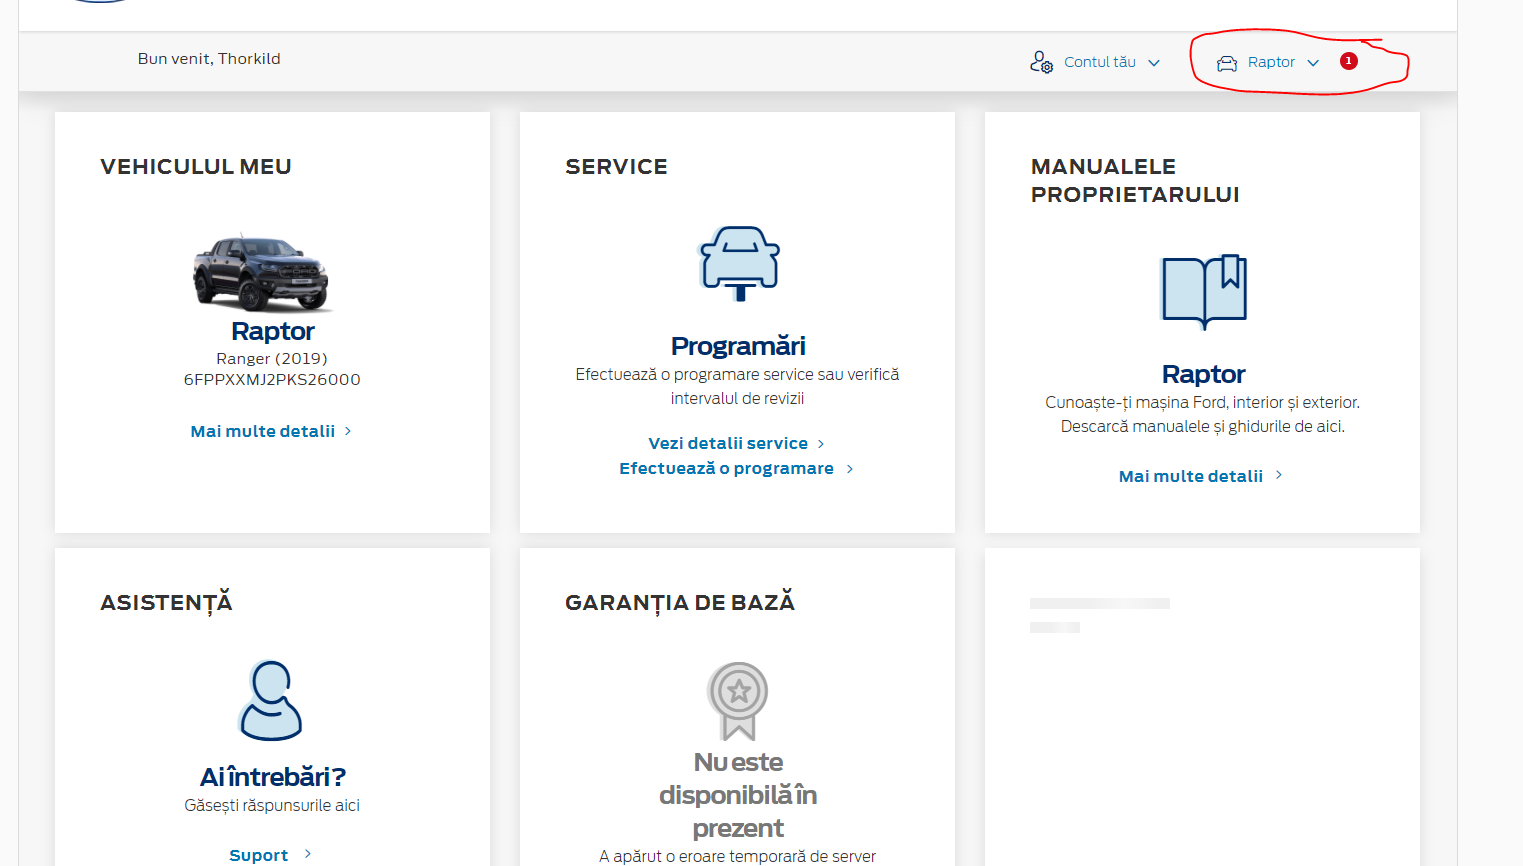 Bun venit, Thorkild
Contul tău
Raptor
1
VEHICULUL MEU
Raptor
Ranger (2019)
6FPPXXMJ2PKS26000
Mai multe detalii
SERVICE
Programări
Efectuează o programare service sau verifică
intervalul de revizii
Vezi detalii service
Efectuează o programare
MANUALELE
PROPRIETARULUI
Raptor
Cunoaște-ți mașina Ford, interior și exterior.
Descarcă manualele și ghidurile de aici.
Mai multe detalii
ASISTENȚĂ
Ai întrebări?
Găsești răspunsurile aici
Suport
GARANȚIA DE BAZĂ
Nu este
disponibilă în
prezent
A apărut o eroare temporară de server